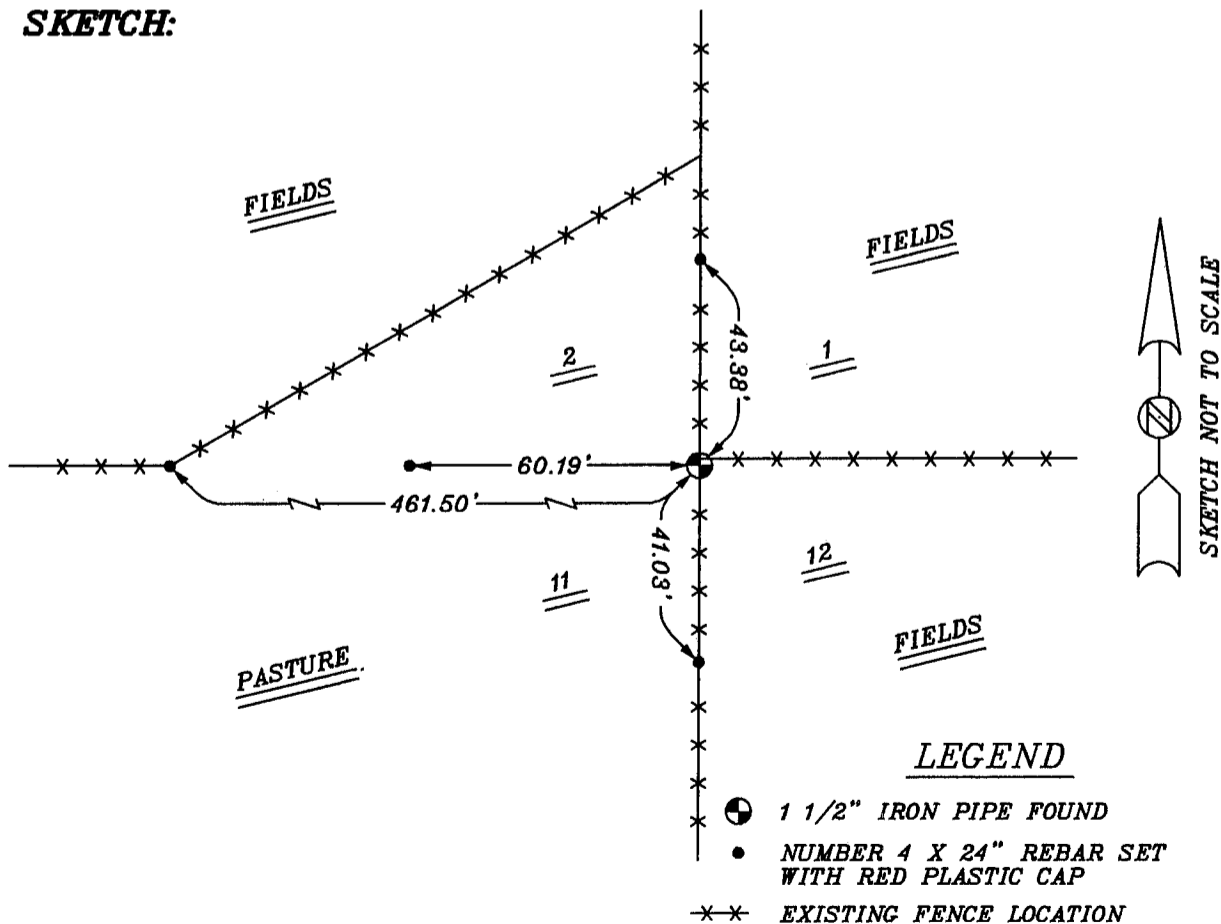 SKETCH:
FIELDS
FIELDS
SKETCH NOT TO SCALE
43.38'
2
1
60.19'
461.50'
41.03'
12
11
FIELDS
PASTURE
LEGEND
1 1/2" IRON PIPE FOUND
NUMBER 4 X 24" REBAR SET
WITH RED PLASTIC CAP
EXISTING FENCE LOCATION